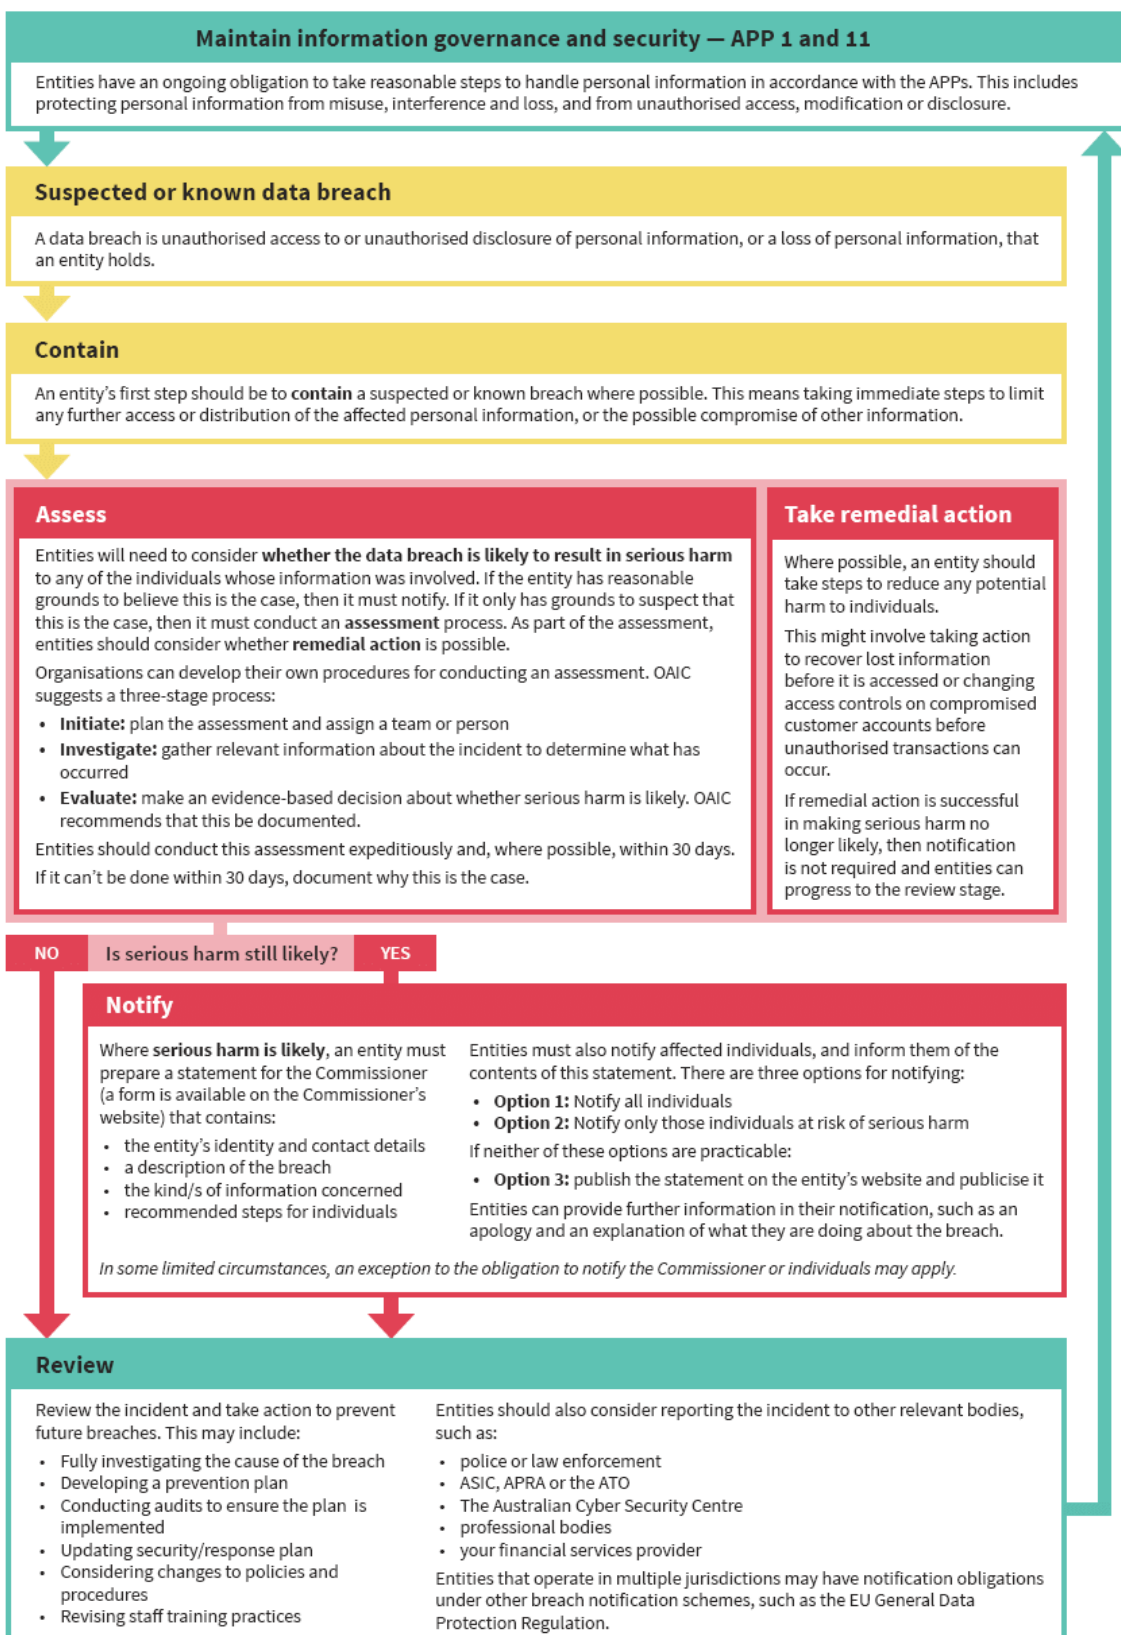 Maintain information governance and security — APP 1 and 11
Entities have an ongoing obligation to take reasonable steps to handle personal information in accordance with the APPs. This includes
protecting personal information from misuse, interference and loss, and from unauthorised access, modification or disclosure.
Suspected or known data breach
A data breach is unauthorised access to or unauthorised disclosure of personal information, or a loss of personal information, that
an entity holds.
Contain
An entity's first step should be to contain a suspected or known breach where possible. This means taking immediate steps to limit
any further access or distribution of the affected personal information, or the possible compromise of other information.
Assess
Entities will need to consider whether the data breach is likely to result in serious harm
to any of the individuals whose information was involved. If the entity has reasonable
grounds to believe this is the case, then it must notify. If it only has grounds to suspect that
this is the case, then it must conduct an assessment process. As part of the assessment,
entities should consider whether remedial action is possible.
Organisations can develop their own procedures for conducting an assessment. OAIC
suggests a three-stage process:
• Initiate: plan the assessment and assign a team or person
• Investigate: gather relevant information about the incident to determine what has
occurred
• Evaluate: make an evidence-based decision about whether serious harm is likely. OAIC
recommends that this be documented.
Entities should conduct this assessment expeditiously and, where possible, within 30 days.
If it can't be done within 30 days, document why this is the case.
Take remedial action
Where possible, an entity should
take steps to reduce any potential
harm to individuals.
This might involve taking action
to recover lost information
before it is accessed or changing
access controls on compromised
customer accounts before
unauthorised transactions can
occur.
If remedial action is successful
in making serious harm no
longer likely, then notification
is not required and entities can
progress to the review stage.
NO Is serious harm still likely? YES
Notify
Where serious harm is likely, an entity must
prepare a statement for the Commissioner
(a form is available on the Commissioner's
website) that contains:
• the entity's identity and contact details
• a description of the breach
• the kind/s of information concerned
• recommended steps for individuals
Entities must also notify affected individuals, and inform them of the
contents of this statement. There are three options for notifying:
• Option 1: Notify all individuals
• Option 2: Notify only those individuals at risk of serious harm
If neither of these options are practicable:
• Option 3: publish the statement on the entity's website and publicise it
Entities can provide further information in their notification, such as an
apology and an explanation of what they are doing about the breach.
In some limited circumstances, an exception to the obligation to notify the Commissioner or individuals may apply.
Review
Review the incident and take action to prevent
future breaches. This may include:
• Fully investigating the cause of the breach
• Developing a prevention plan
• Conducting audits to ensure the plan is
implemented
• Updating security/response plan
• Considering changes to policies and
procedures
• Revising staff training practices
Entities should also consider reporting the incident to other relevant bodies,
such as:
• police or law enforcement
• ASIC, APRA or the ATO
• The Australian Cyber Security Centre
• professional bodies
• your financial services provider
Entities that operate in multiple jurisdictions may have notification obligations
under other breach notification schemes, such as the EU General Data
Protection Regulation.